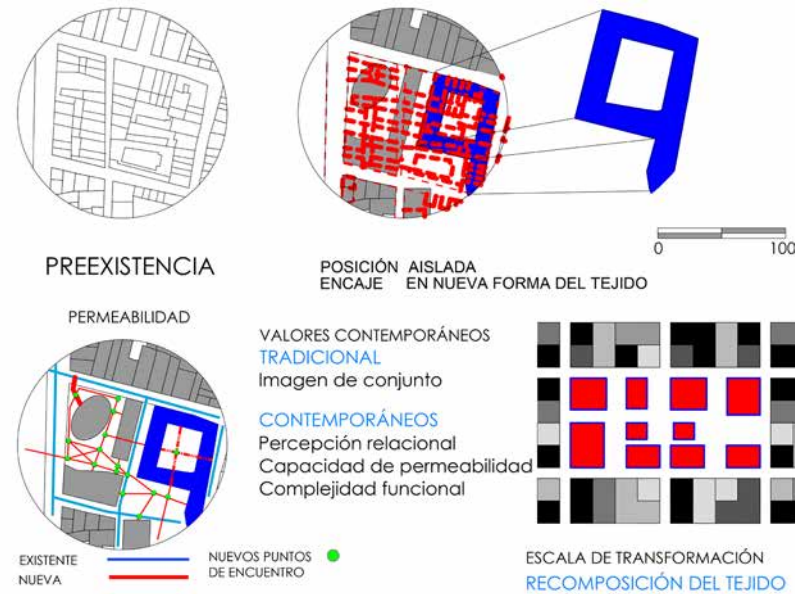 0 100
PREEXISTENCIA
POSICIÓN AISLADA
ENCAJE EN NUEVA FORMA DEL TEJIDO
PERMEABILIDAD
VALORES CONTEMPORÁNEOS
TRADICIONAL
Imagen de conjunto
CONTEMPORÁNEOS
Percepción relacional
Capacidad de permeabilidad
Complejidad funcional
EXISTENTE
NUEVA
NUEVOS PUNTOS
DE ENCUENTRO
ESCALA DE TRANSFORMACIÓN
RECOMPOSICIÓN DEL TEJIDO